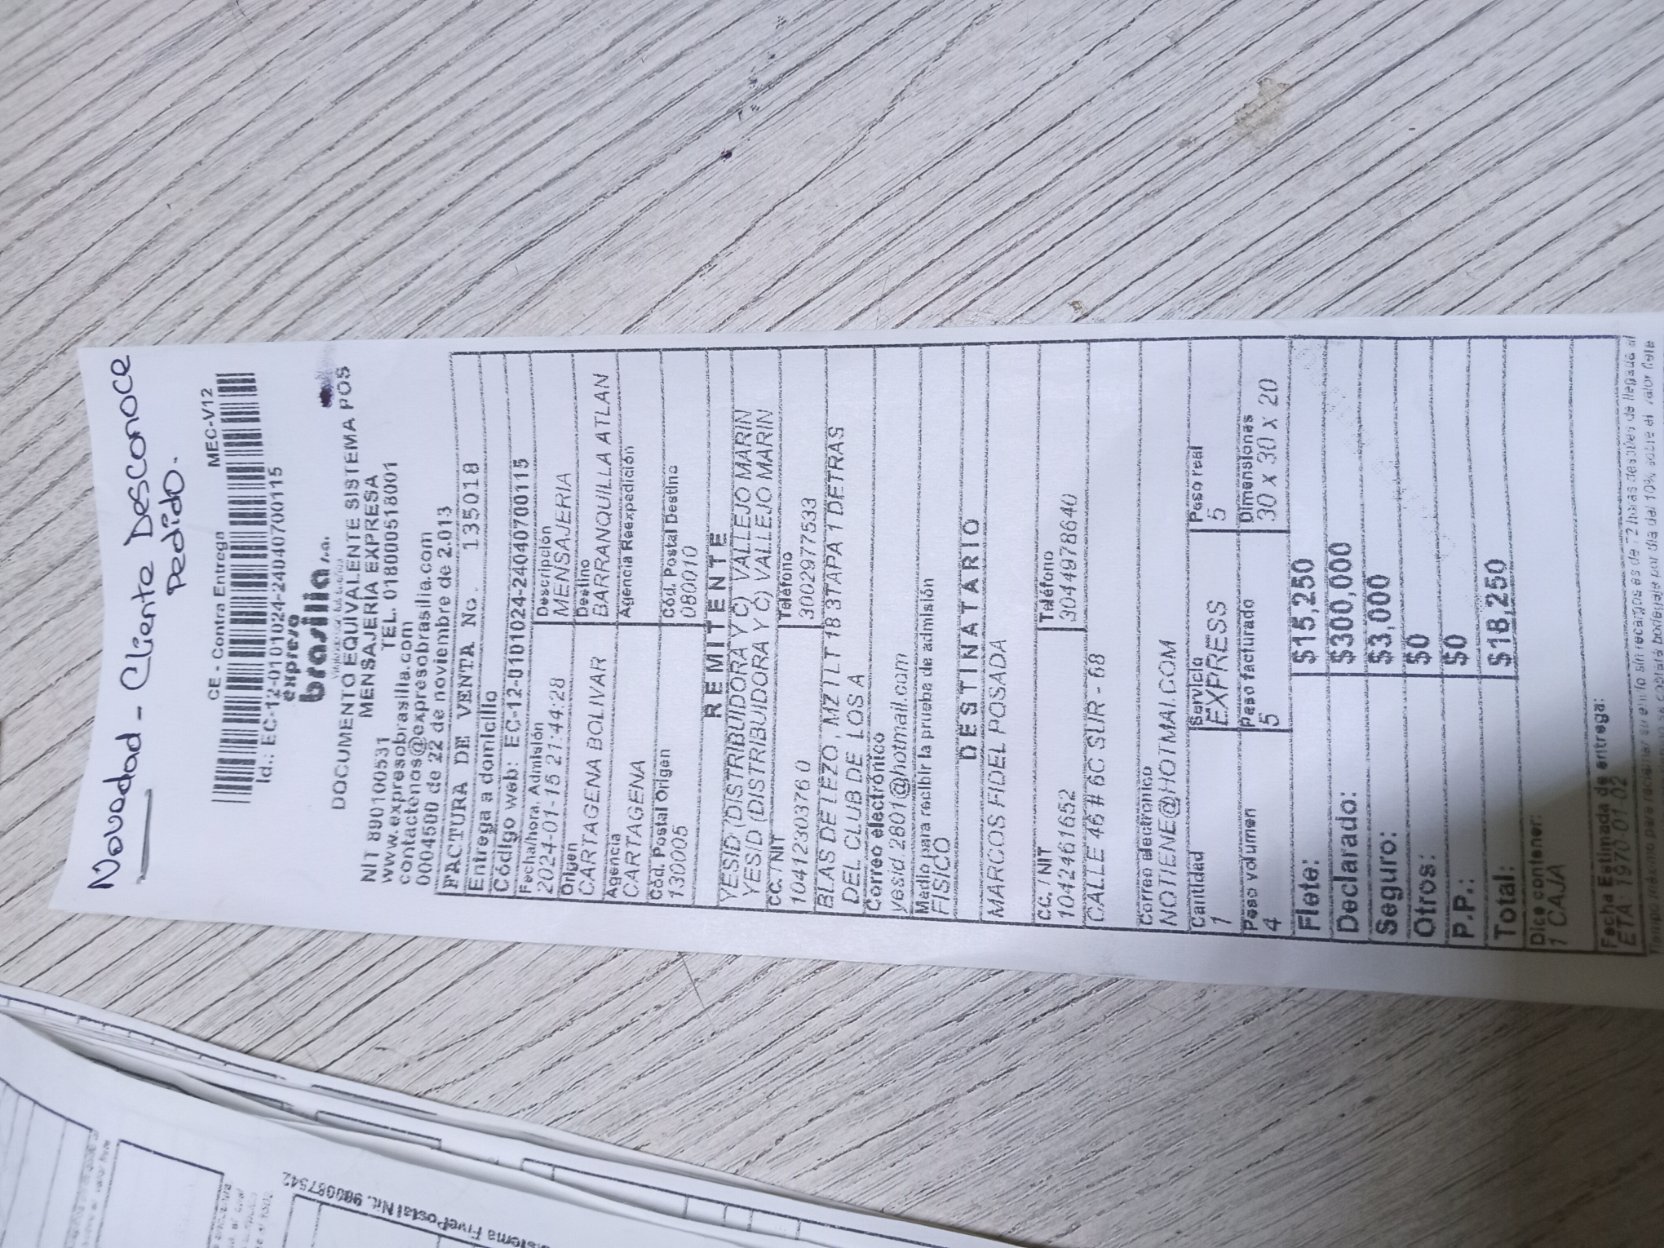 Novedad - Cliente Desconoce
Pedido.
CE - Contra Entrega MEC-V12
Id.: EC-12-0101024-24040700115
expreso
brasilia s.a.
DOCUMENTO EQUIVALENTE SISTEMA POS
MENSAJERIA EXPRESA
NIT 890100531 TEL. 0180000518001
www.expresobrasilia.com
contactenos@expresobrasilia.com
0004500 de 22 de noviembre de 2.013
FACTURA DE VENTA No. 135018
Entrega a domicilio
Código web: EC-12-0101024-24040700115
Fecha/hora. Admisión Descripción
2024-01-15 21:44:28 MENSAJERIA
Origen Destino
CARTAGENA BOLIVAR BARRANQUILLA ATLAN
Agencia Agencia Reexpedición
CARTAGENA
Cód. Postal Origen Cód. Postal Destino
130005 080010
REMITENTE
YESID (DISTRIBUIDORA Y C) VALLEJO MARIN
YESID (DISTRIBUIDORA Y C) VALLEJO MARIN
CC. / NIT Teléfono
1041230376 0 3002977533
BLAS DE LEZO , MZ 1 LT 18 3TAPA 1 DETRAS
DEL CLUB DE LOS A
Correo electrónico
yesid.2801@hotmail.com
Medio para recibir la prueba de admisión
FISICO
DESTINATARIO
MARCOS FIDEL POSADA
CC. / NIT Teléfono
1042461652 3044978640
CALLE 46 # 6C SUR - 68
Correo electronico
NOTIENE@HOTMAI.COM
Cantidad Servicio Peso real
1 EXPRESS 5
Peso volumen Peso facturado Dimensiones
4 5 30 x 30 x 20
Flete: $15,250
Declarado: $300,000
Seguro: $3,000
Otros: $0
P.P.: $0
Total: $18,250
Dice contener:
1 CAJA
Fecha Estimada de entrega:
ETA: 1970-01-02
FivePostal Nit. 900087542